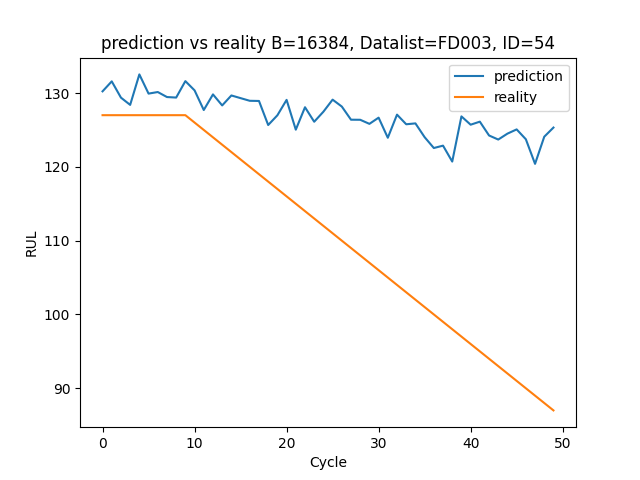 prediction vs reality B=16384, Datalist=FD003, ID=54
prediction
reality
130
120
110
100
90
RUL
0 10 20 30 40 50
Cycle